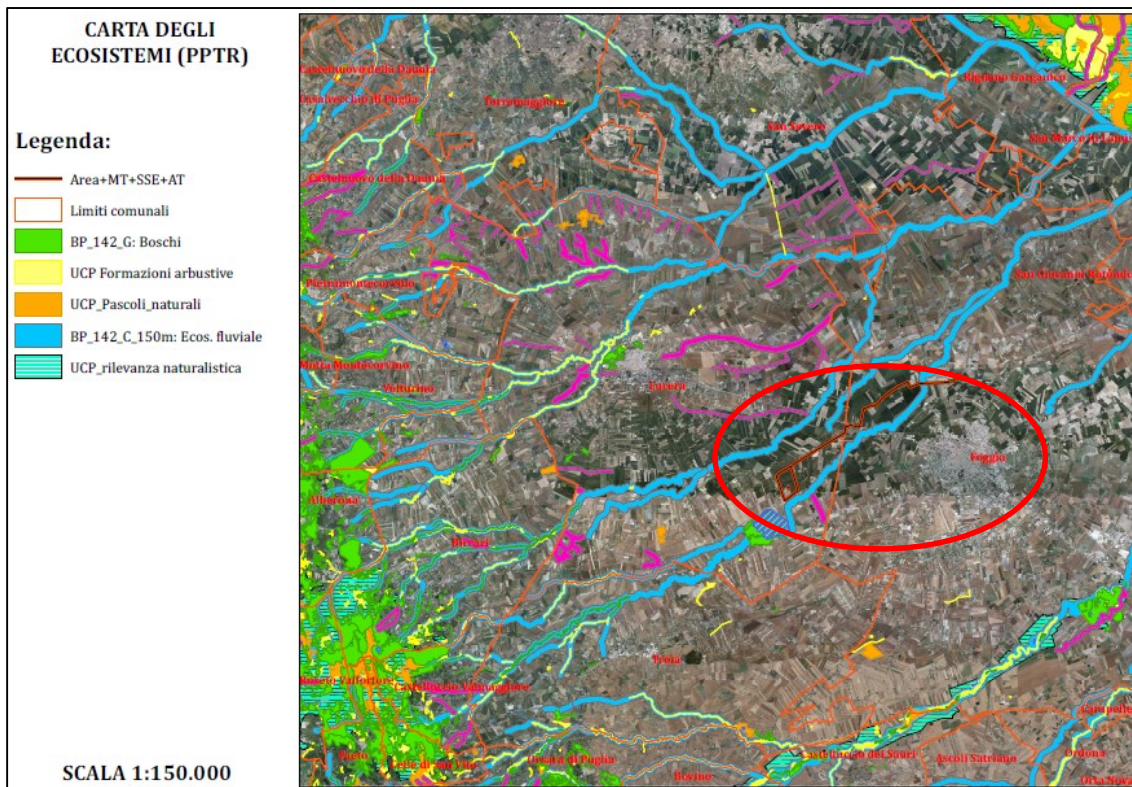 CARTA DEGLI
ECOSISTEMI (PPTR)
Legenda:
Area+MT+SSE+AT
Limiti comunali
BP_142_G: Boschi
UCP Formazioni arbustive
UCP_Pascoli_naturali
BP_142_C_150m: Ecos. fluviale
UCP_rilevanza naturalistica
SCALA 1:150.000
Castelnuovo della Daunia
Casalvecchio di Puglia
Torremaggiore
Rignano Garganico
San Severo
San Marco in
Castelnuovo della Daunia
San Giovanni Rotondo
Pietramontecorvino
Motta Montecorvino
Volturino
Lucera
Foggia
Alberona
Biccari
Troia
Roseto Valfortore
Castelluccio Valmaggiore
Carapelle
Faeto
Celle di San Vito
Orsara di Puglia
Bovino
Castelluccio dei Sauri
Ascoli Satriano
Ordona
Orta Nova